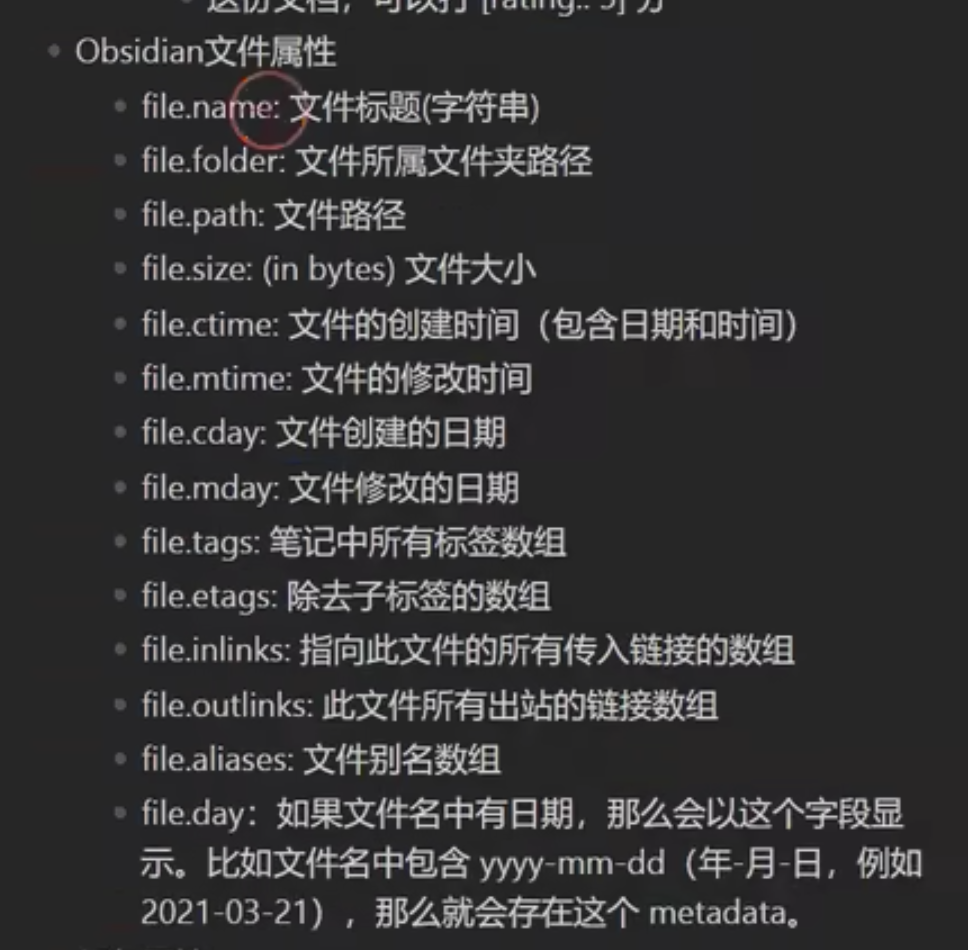 这份文档，可以打 [rating:: 5] 分
Obsidian文件属性
file.name: 文件标题(字符串)
file.folder: 文件所属文件夹路径
file.path: 文件路径
file.size: (in bytes) 文件大小
file.ctime: 文件的创建时间（包含日期和时间）
file.mtime: 文件的修改时间
file.cday: 文件创建的日期
file.mday: 文件修改的日期
file.tags: 笔记中所有标签数组
file.etags: 除去子标签的数组
file.inlinks: 指向此文件的所有传入链接的数组
file.outlinks: 此文件所有出站的链接数组
file.aliases: 文件别名数组
file.day：如果文件名中有日期，那么会以这个字段显
示。比如文件名中包含 yyyy-mm-dd（年-月-日，例如
2021-03-21），那么就会存在这个 metadata。